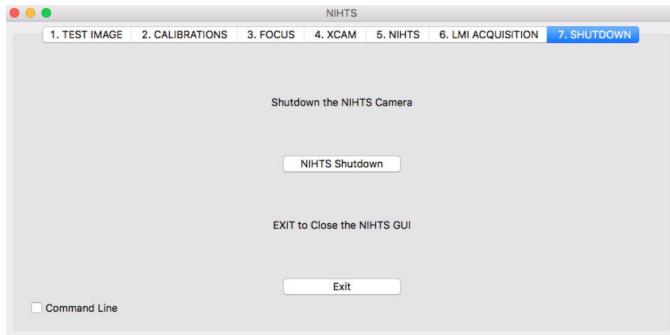 NIHTS
1. TEST IMAGE 2. CALIBRATIONS 3. FOCUS 4. XCAM 5. NIHTS 6. LMI ACQUISITION 7. SHUTDOWN
Shutdown the NIHTS Camera
NIHTS Shutdown
EXIT to Close the NIHTS GUI
Exit
Command Line